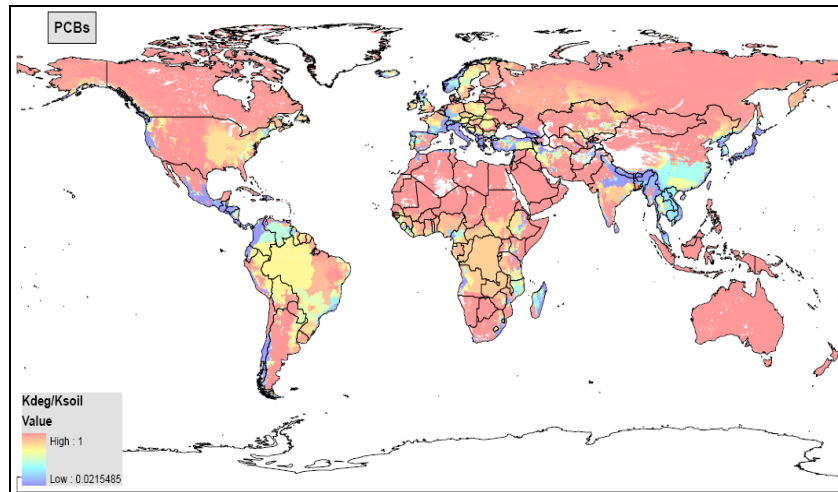 PCBs
Kdeg/Ksoil
Value
High : 1
Low : 0.0215485